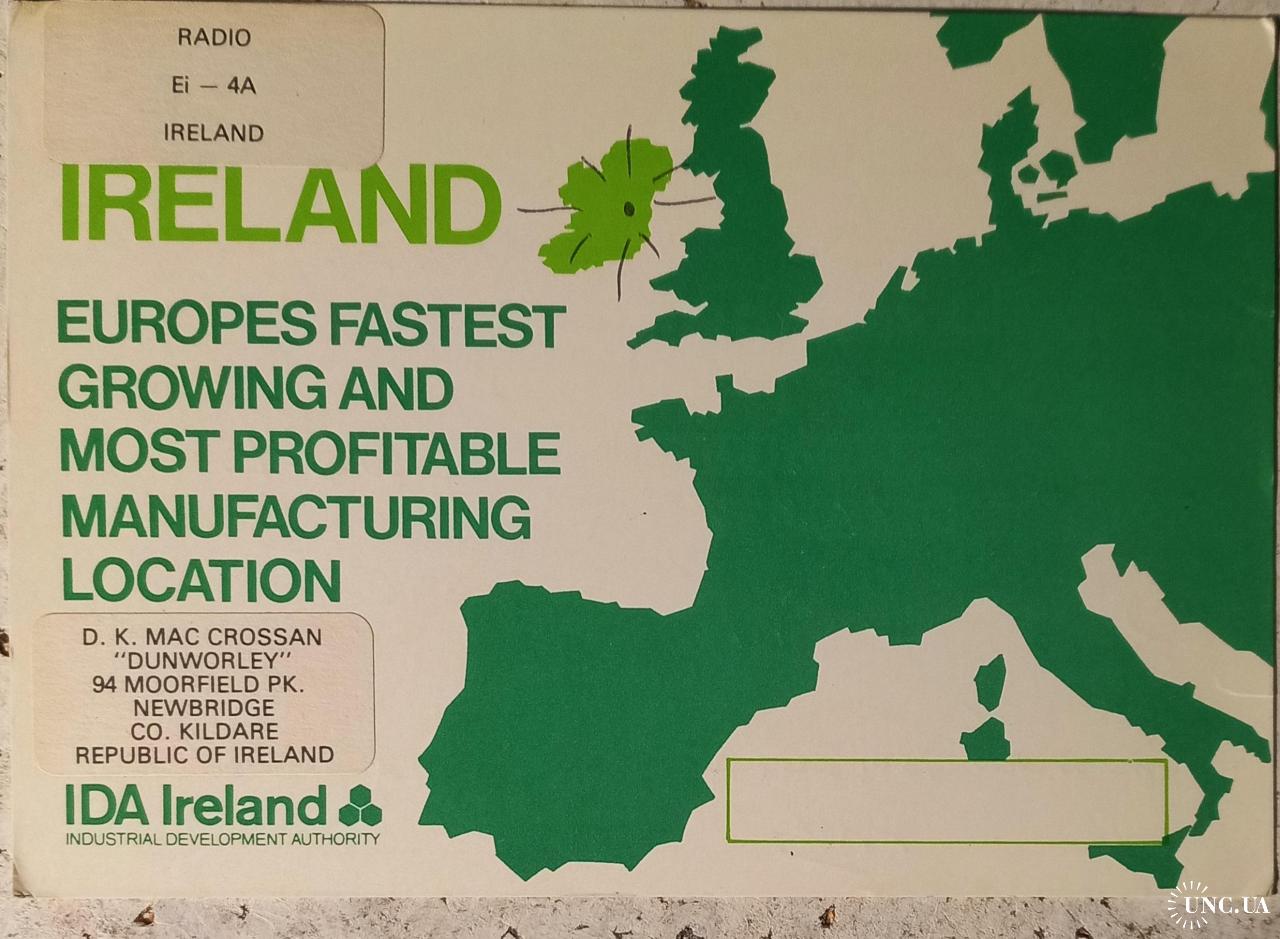 RADIO
Ei — 4A
IRELAND
IRELAND
EUROPES FASTEST
GROWING AND
MOST PROFITABLE
MANUFACTURING
LOCATION
D. K. MAC CROSSAN
"DUNWORLEY"
94 MOORFIELD PK.
NEWBRIDGE
CO. KILDARE
REPUBLIC OF IRELAND
IDA Ireland
INDUSTRIAL DEVELOPMENT AUTHORITY
UNC.UA